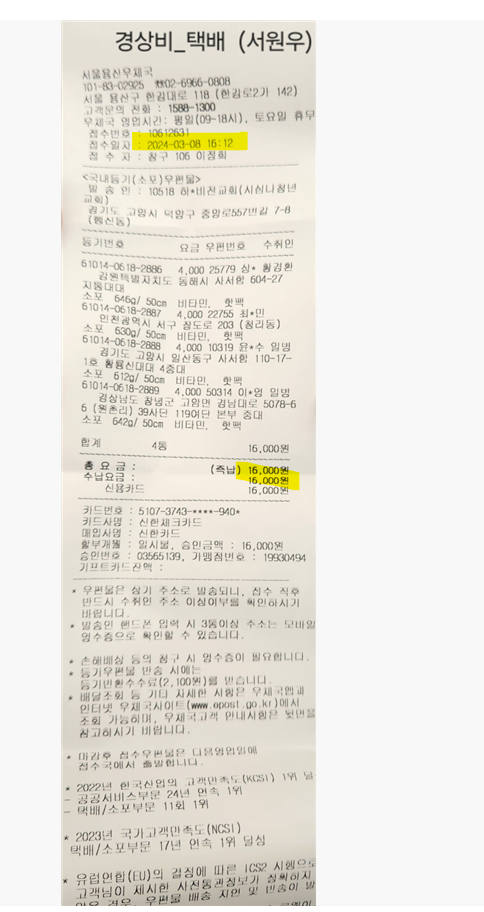 경상비_택배 (서원우)
서울용산우체국
101-83-02925 ☎02-6966-0808
서울 용산구 한강대로 118 (한강로2가 142)
고객문의 전화 : 1588-1300
우체국 영업시간: 평일(09-18시), 토요일 휴무
접수번호 : 10612631
접수일자 : 2024-03-08 16:12
접 수 자 : 창구 106 이정희
<국내등기(소포)우편물>
발 송 인 : 10518 하*비전교회(시심나청년
교회)
경기도 고양시 덕양구 중앙로557번길 7-8
(행신동)
등기번호 요금 우편번호 수취인
61014-0618-2886 4,000 25779 상* 황김환
강원특별자치도 동해시 사서함 604-27
지통대대
소포 646g/ 50cm 비타민, 핫팩
61014-0618-2887 4,000 22755 최*민
인천광역시 서구 청도로 203 (청리동)
소포 630g/ 50cm 비타민, 핫팩
61014-0618-2888 4,000 10319 윤*수 일병
경기도 고양시 일산동구 사서함 110-17-
1호 황룡신대대 4중대
소포 612g/ 50cm 비타민, 핫팩
61014-0618-2889 4,000 50314 이*영 일병
경상남도 창녕군 고암면 경남대로 5078-6
6 (원촌리) 39사단 119여단 본부 중대
소포 642g/ 50cm 비타민, 핫팩
합계 4통 16,000원
총 요 금 : (즉납) 16,000원
수납요금 : 16,000원
신용카드 16,000원
카드번호 : 5107-3743-****-940*
카드사명 : 신한체크카드
매입사명 : 신한카드
할부개월 : 일시불, 승인금액 : 16,000원
승인번호 : 03565139, 가맹점번호 : 19930494
기프트카드잔액 :
* 우편물은 상기 주소로 발송되니, 접수 직후
반드시 수취인 주소 이상여부를 확인하시기
바랍니다.
* 발송인 핸드폰 입력 시 3통이상 주소는 모바일
영수증으로 확인할 수 있습니다.
* 손해배상 등의 청구 시 영수증이 필요합니다.
* 등기우편물 반송 시에는
등기반환수수료(2,100원)를 받습니다.
* 배달조회 등 기타 자세한 사항은 우체국앱과
인터넷 우체국사이트(www.epost.go.kr)에서
조회 가능하며, 우체국고객 안내사항은 뒷면을
참고하시기 바랍니다.
* 마감후 접수우편물은 다음영업일에
접수국에서 출발합니다.
* 2022년 한국산업의 고객만족도(KCSI) 1위 달
- 공공서비스부문 24년 연속 1위
- 택배/소포부문 11회 1위
* 2023년 국가고객만족도(NCSI)
택배/소포부문 17년 연속 1위 달성
* 유럽연합(EU)의 결정에 따른 ICS2 시행으로
고객님이 제시한 사전통관정보가 정확하지
않은 경우, 우편물 배송 지연 및 반송이 발